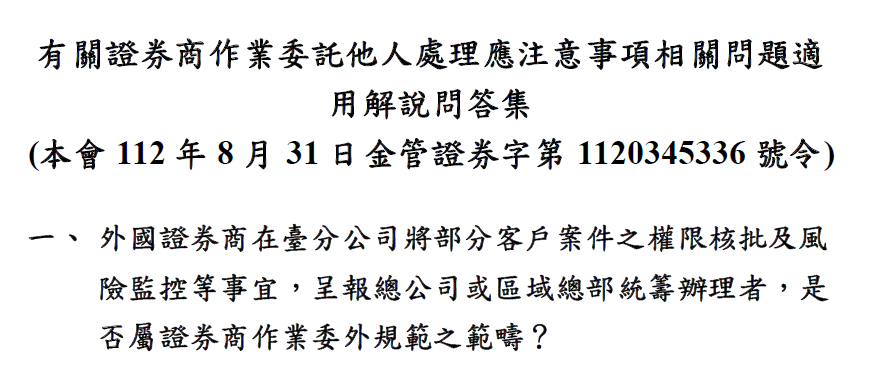 有關證券商作業委託他人處理應注意事項相關問題適
用解說問答集
(本會 112 年 8 月 31 日金管證券字第 1120345336 號令)
一、 外國證券商在臺分公司將部分客戶案件之權限核批及風
險監控等事宜，呈報總公司或區域總部統籌辦理者，是
否屬證券商作業委外規範之範疇？